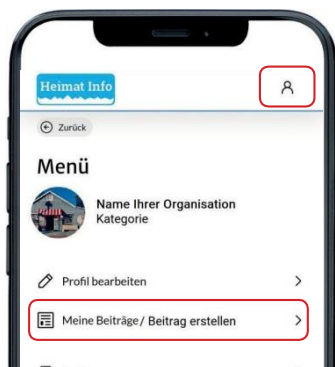 Heimat Info
Zurück
Menü
Name Ihrer Organisation
Kategorie
Profil bearbeiten
Meine Beiträge/ Beitrag erstellen